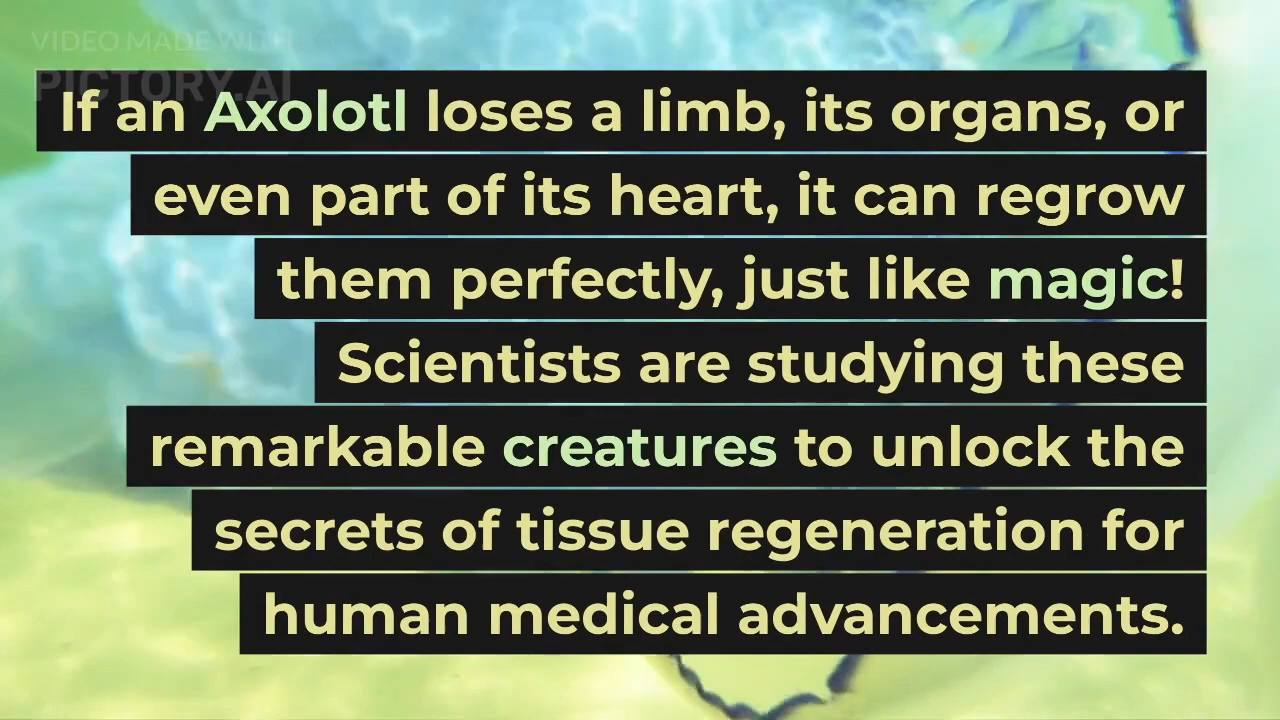 VIDEO MADE WITH
PICTORY.AI
If an Axolotl loses a limb, its organs, or
even part of its heart, it can regrow
them perfectly, just like magic!
Scientists are studying these
remarkable creatures to unlock the
secrets of tissue regeneration for
human medical advancements.